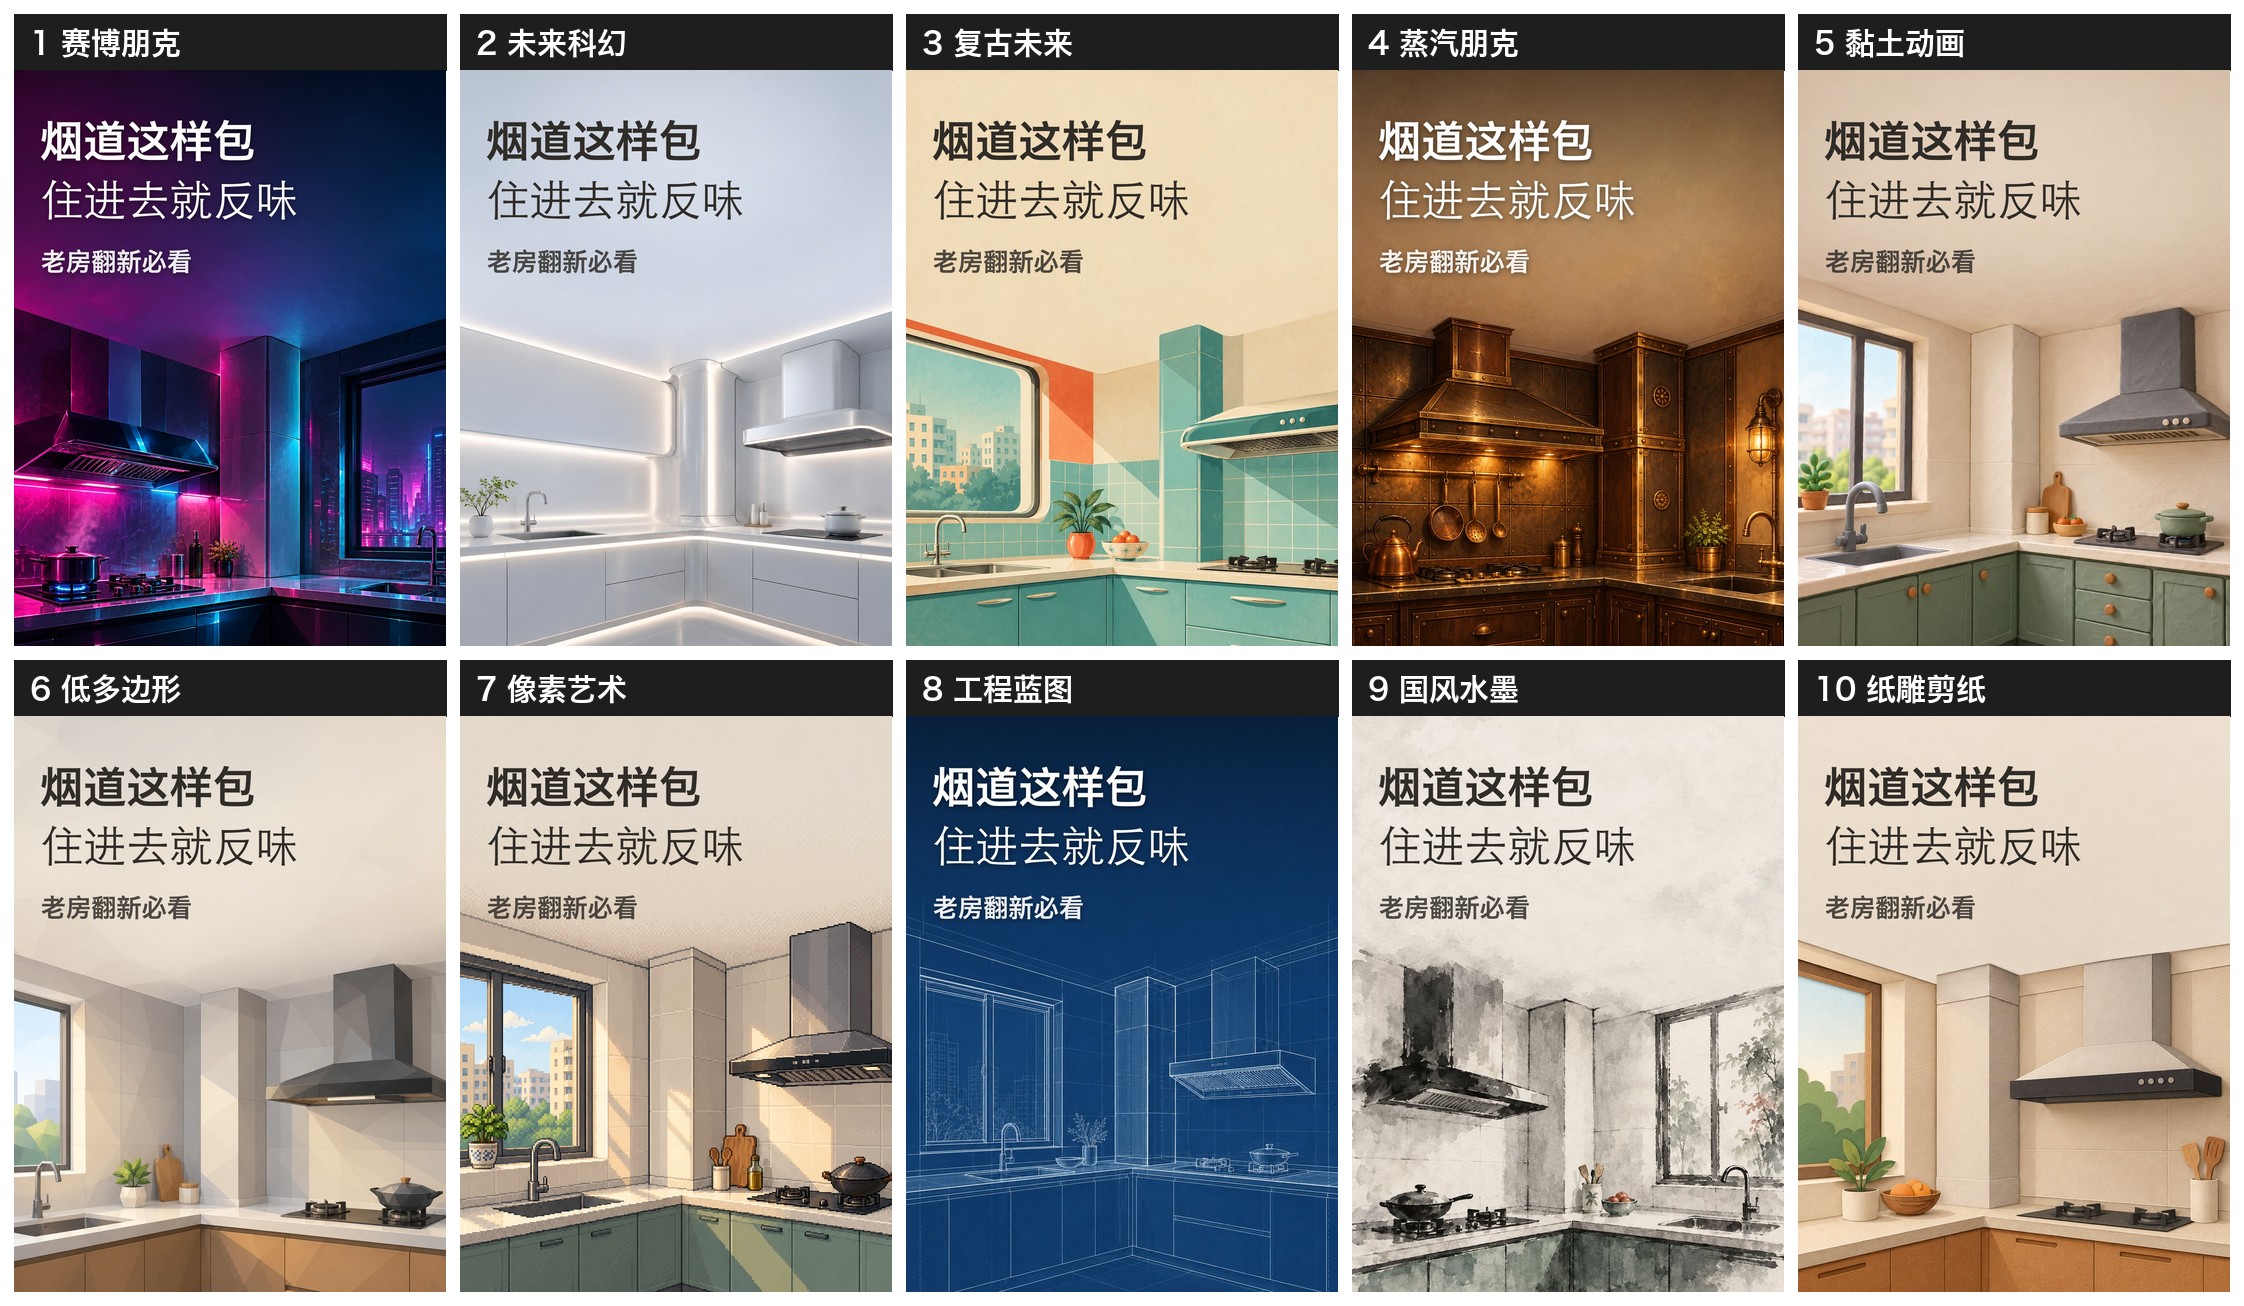 1 赛博朋克
烟道这样包
住进去就反味
老房翻新必看
2 未来科幻
烟道这样包
住进去就反味
老房翻新必看
3 复古未来
烟道这样包
住进去就反味
老房翻新必看
4 蒸汽朋克
烟道这样包
住进去就反味
老房翻新必看
5 黏土动画
烟道这样包
住进去就反味
老房翻新必看
6 低多边形
烟道这样包
住进去就反味
老房翻新必看
7 像素艺术
烟道这样包
住进去就反味
老房翻新必看
8 工程蓝图
烟道这样包
住进去就反味
老房翻新必看
9 国风水墨
烟道这样包
住进去就反味
老房翻新必看
10 纸雕剪纸
烟道这样包
住进去就反味
老房翻新必看